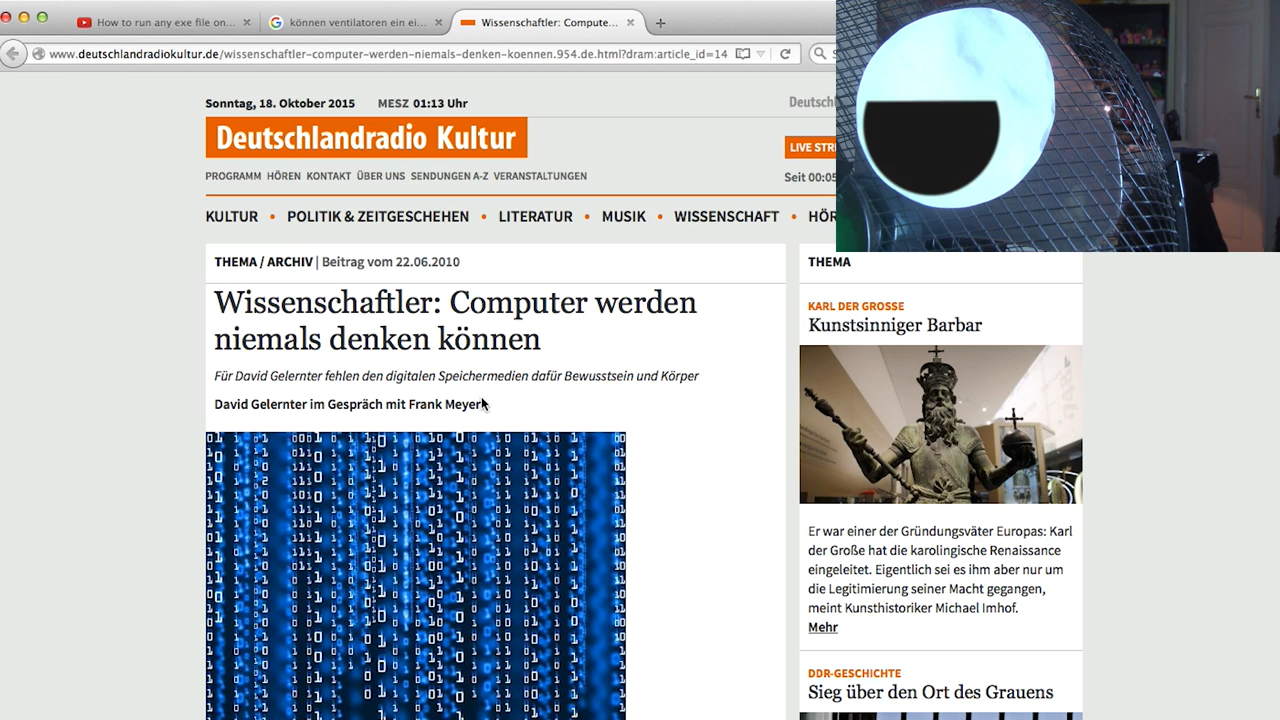 How to run any exe file on...
können ventilatoren ein ei...
Wissenschaftler: Compute...
www.deutschlandradiokultur.de/wissenschaftler-computer-werden-niemals-denken-koennen.954.de.html?dram:article_id=14
Sonntag, 18. Oktober 2015 MESZ 01:13 Uhr
Deutschl
Deutschlandradio Kultur
LIVE STRE
PROGRAMM HÖREN KONTAKT ÜBER UNS SENDUNGEN A-Z VERANSTALTUNGEN
Seit 00:05
KULTUR • POLITIK & ZEITGESCHEHEN • LITERATUR • MUSIK • WISSENSCHAFT • HÖR
THEMA / ARCHIV | Beitrag vom 22.06.2010
Wissenschaftler: Computer werden
niemals denken können
Für David Gelernter fehlen den digitalen Speichermedien dafür Bewusstsein und Körper
David Gelernter im Gespräch mit Frank Meyer
THEMA
KARL DER GROSSE
Kunstsinniger Barbar
Er war einer der Gründungsväter Europas: Karl
der Große hat die karolingische Renaissance
eingeleitet. Eigentlich sei es ihm aber nur um
die Legitimierung seiner Macht gegangen,
meint Kunsthistoriker Michael Imhof.
Mehr
DDR-GESCHICHTE
Sieg über den Ort des Grauens